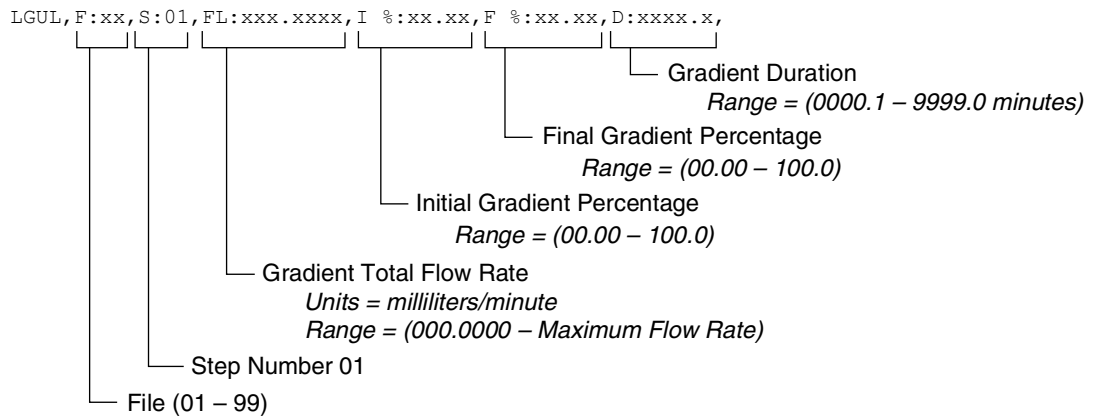 LGUL,F:xx,S:01,FL:xxx.xxxx,I %:xx.xx,F %:xx.xx,D:xxxx.x,
Gradient Duration
Range = (0000.1 – 9999.0 minutes)
Final Gradient Percentage
Range = (00.00 – 100.0)
Initial Gradient Percentage
Range = (00.00 – 100.0)
Gradient Total Flow Rate
Units = milliliters/minute
Range = (000.0000 – Maximum Flow Rate)
Step Number 01
File (01 – 99)